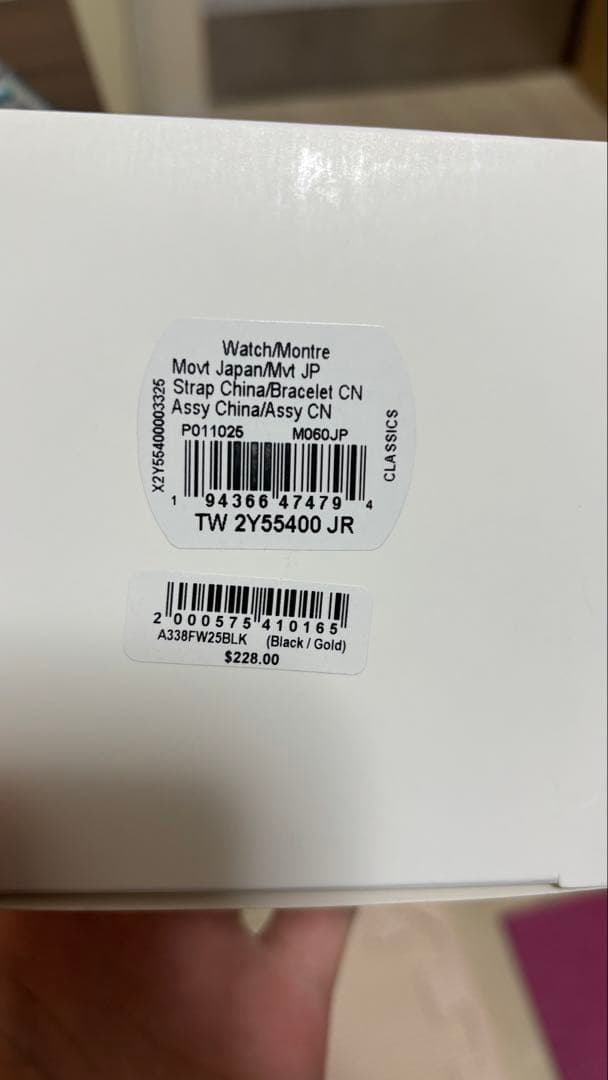 Watch/Montre
Movt Japan/Mvt JP
Strap China/Bracelet CN
Assy China/Assy CN
P011025 M060JP
X2Y55400003325
CLASSICS
1 94366 47479 4
TW 2Y55400 JR
2 000575 410165
A338FW25BLK (Black / Gold)
$228.00